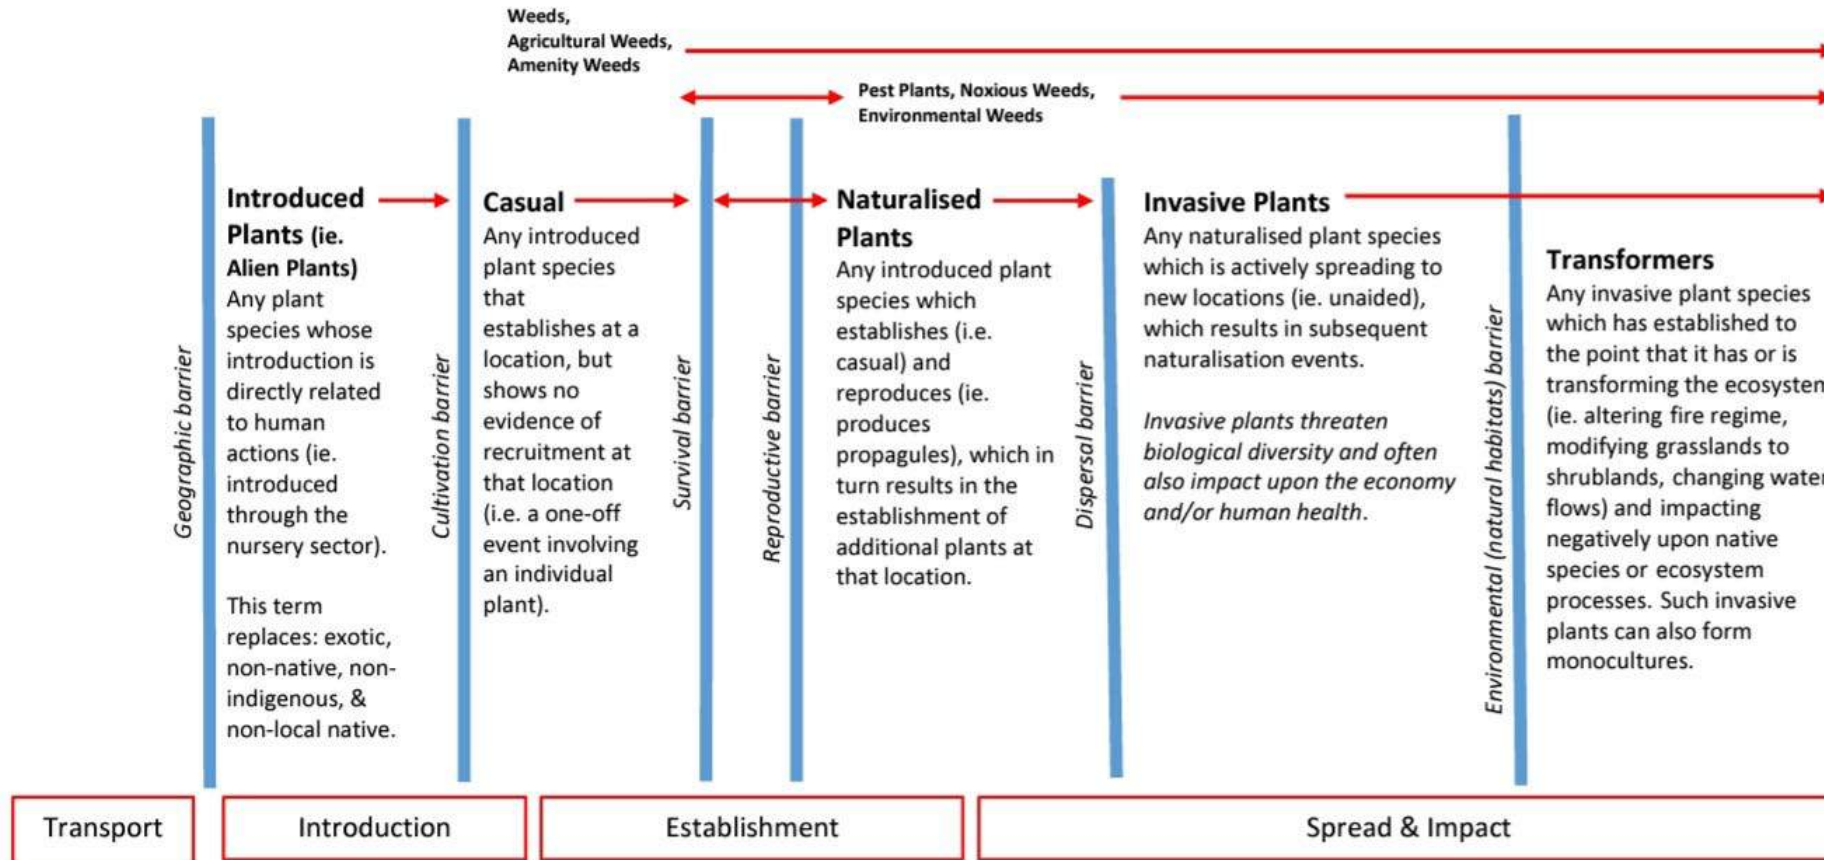 Weeds,
Agricultural Weeds,
Amenity Weeds
Pest Plants, Noxious Weeds,
Environmental Weeds
Geographic barrier
Introduced
Plants (ie.
Alien Plants)
Any plant
species whose
introduction is
directly related
to human
actions (ie.
introduced
through the
nursery sector).
This term
replaces: exotic,
non-native, non-
indigenous, &
non-local native.
Cultivation barrier
Casual
Any introduced
plant species
that
establishes at a
location, but
shows no
evidence of
recruitment at
that location
(i.e. a one-off
event involving
an individual
plant).
Survival barrier
Reproductive barrier
Naturalised
Plants
Any introduced plant
species which
establishes (i.e.
casual) and
reproduces (ie.
produces
propagules), which in
turn results in the
establishment of
additional plants at
that location.
Dispersal barrier
Invasive Plants
Any naturalised plant species
which is actively spreading to
new locations (ie. unaided),
which results in subsequent
naturalisation events.
Invasive plants threaten
biological diversity and often
also impact upon the economy
and/or human health.
Environmental (natural habitats) barrier
Transformers
Any invasive plant species
which has established to
the point that it has or is
transforming the ecosystem
(ie. altering fire regime,
modifying grasslands to
shrublands, changing water
flows) and impacting
negatively upon native
species or ecosystem
processes. Such invasive
plants can also form
monocultures.
Transport
Introduction
Establishment
Spread & Impact